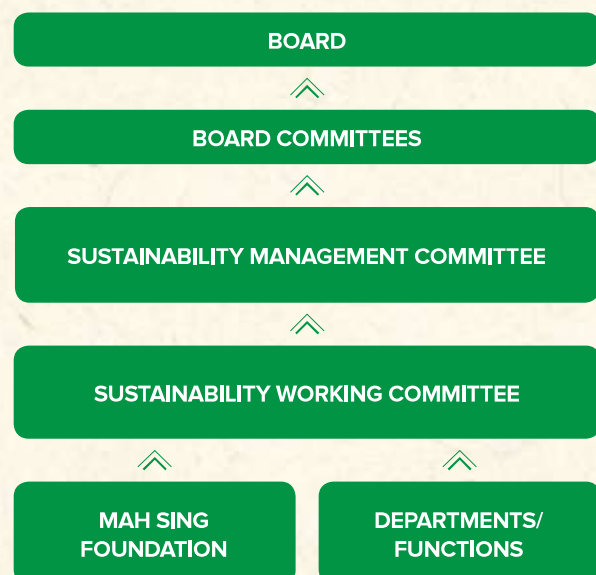 BOARD
BOARD COMMITTEES
SUSTAINABILITY MANAGEMENT COMMITTEE
SUSTAINABILITY WORKING COMMITTEE
MAH SING
FOUNDATION
DEPARTMENTS/
FUNCTIONS